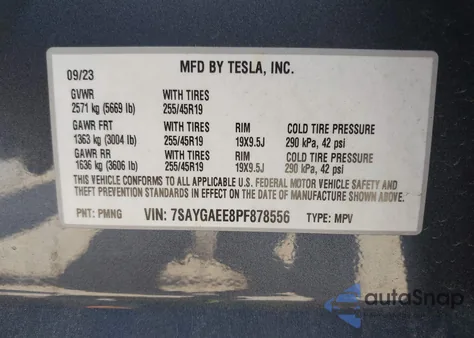 MFD BY TESLA, INC.
09/23
GVWR WITH TIRES
2571 kg (5669 lb) 255/45R19
GAWR FRT WITH TIRES RIM COLD TIRE PRESSURE
1363 kg (3004 lb) 255/45R19 19X9.5J 290 kPa, 42 psi
GAWR RR WITH TIRES RIM COLD TIRE PRESSURE
1636 kg (3606 lb) 255/45R19 19X9.5J 290 kPa, 42 psi
THIS VEHICLE CONFORMS TO ALL APPLICABLE U.S. FEDERAL MOTOR VEHICLE SAFETY AND
THEFT PREVENTION STANDARDS IN EFFECT ON THE DATE OF MANUFACTURE SHOWN ABOVE.
PNT: PMNG VIN: 7SAYGAEE8PF878556 TYPE: MPV
autoSnap